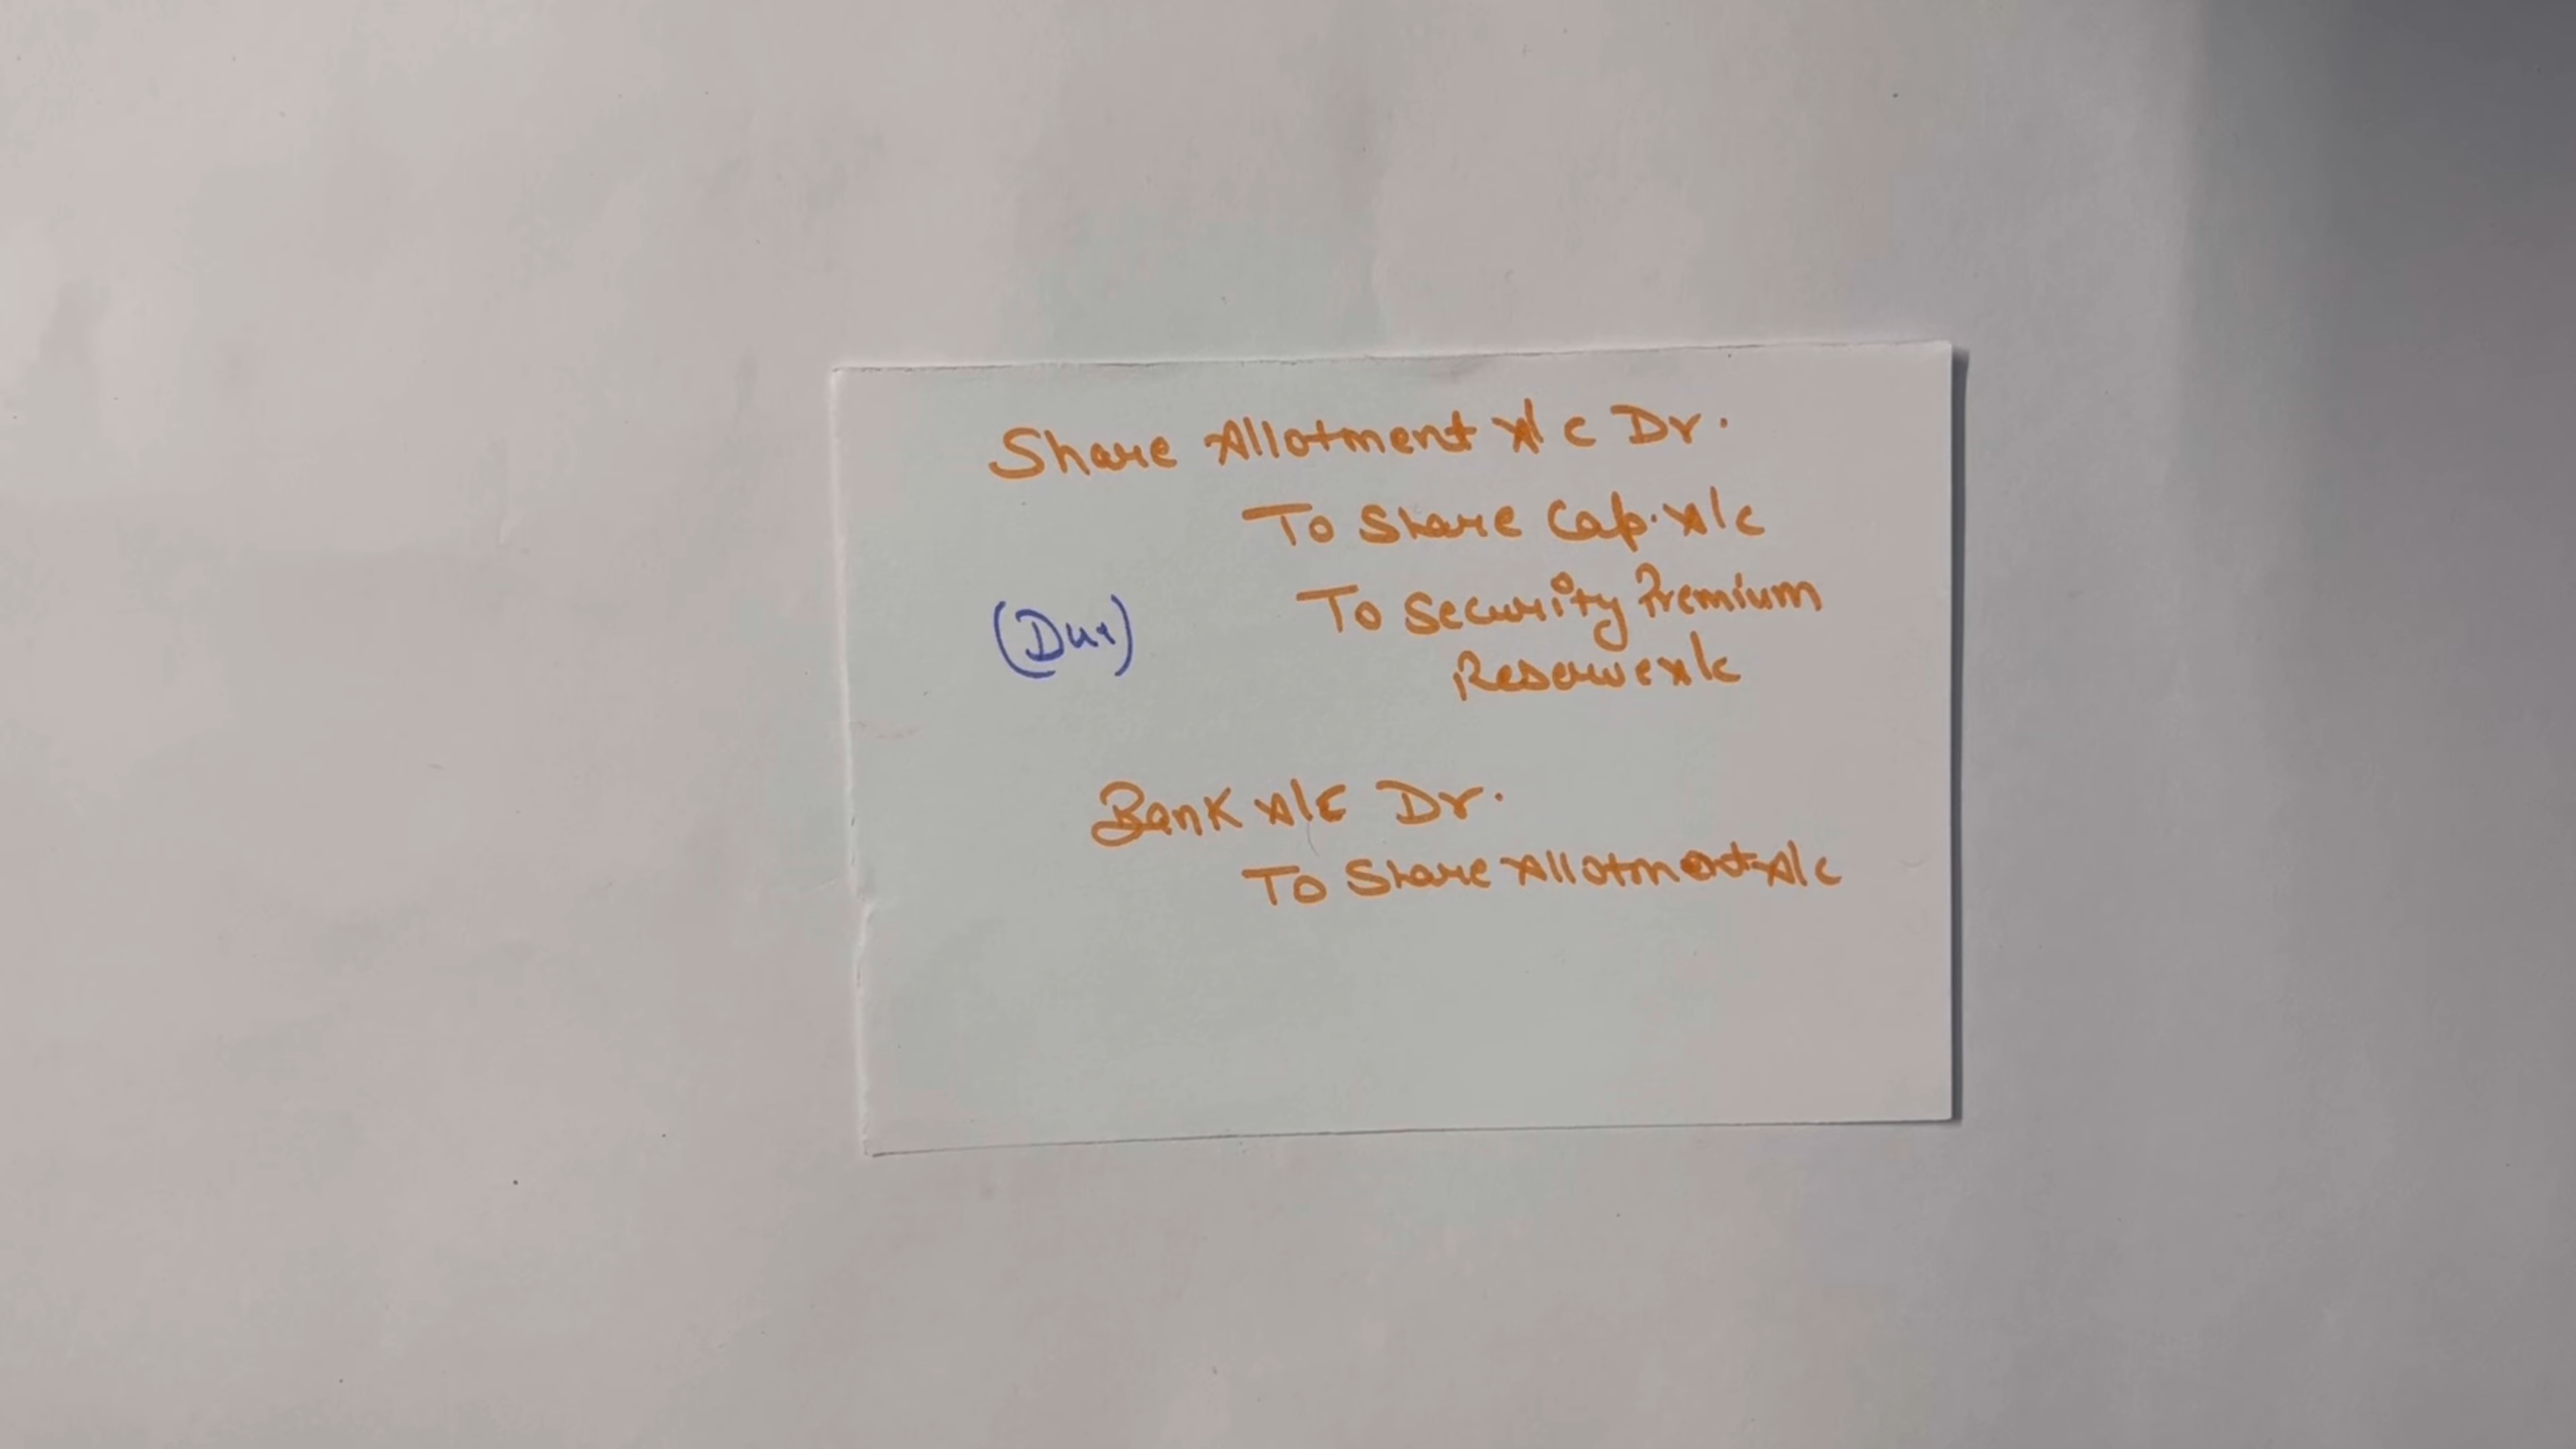 Share Allotment A/c Dr.
To Share Cap. A/c
(Due)
To Security Premium
Reserve A/c
Bank A/c Dr.
To Share Allotment A/c